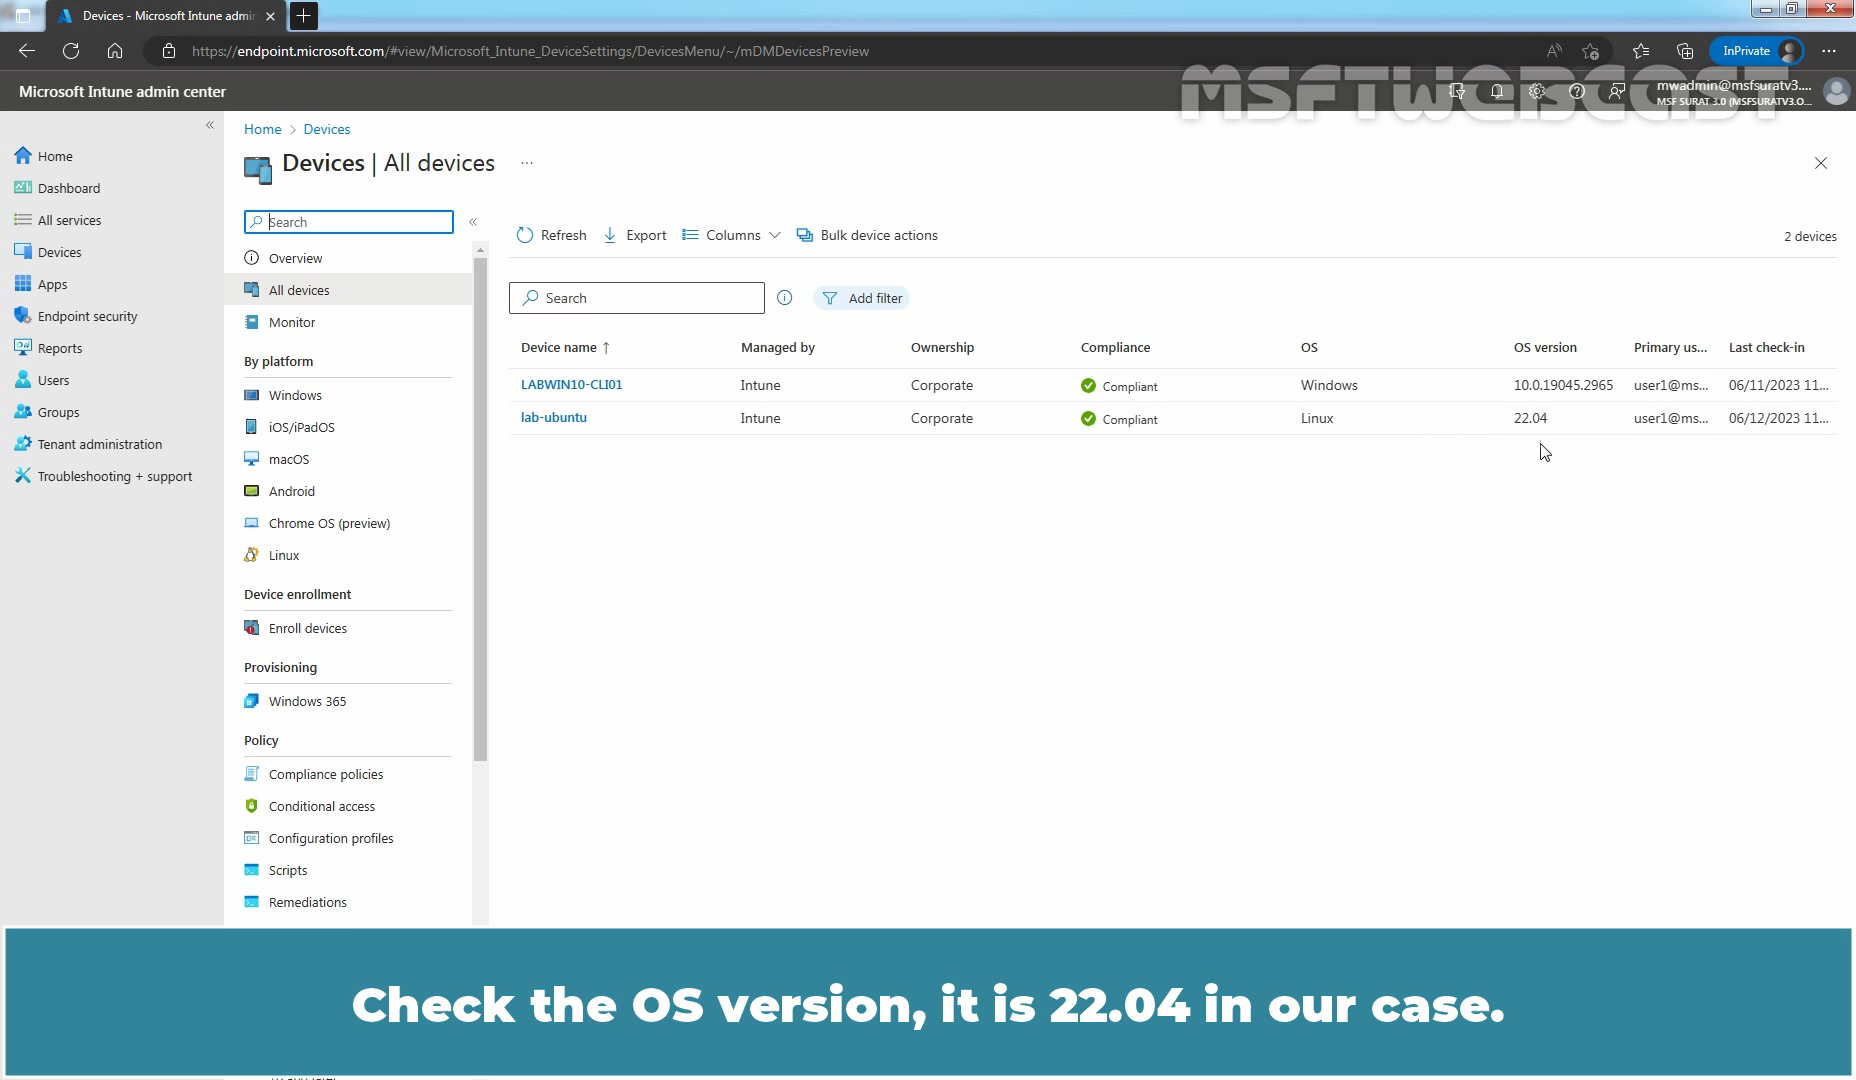 Devices - Microsoft Intune admin
https://endpoint.microsoft.com/#view/Microsoft_Intune_DeviceSettings/DevicesMenu/~/mDMDevicesPreview
InPrivate
Microsoft Intune admin center
MSFTWEBCAST
mwadmin@msfsuratv3....
MSF SURAT 3.0 (MSFSURATV3.O...
Home > Devices
Devices | All devices ...
Home
Dashboard
All services
Devices
Apps
Endpoint security
Reports
Users
Groups
Tenant administration
Troubleshooting + support
Search
Overview
All devices
Monitor
By platform
Windows
iOS/iPadOS
macOS
Android
Chrome OS (preview)
Linux
Device enrollment
Enroll devices
Provisioning
Windows 365
Policy
Compliance policies
Conditional access
Configuration profiles
Scripts
Remediations
Refresh Export Columns Bulk device actions 2 devices
Search Add filter
Device name ↑ Managed by Ownership Compliance OS OS version Primary us... Last check-in
LABWIN10-CLI01 Intune Corporate Compliant Windows 10.0.19045.2965 user1@ms... 06/11/2023 11...
lab-ubuntu Intune Corporate Compliant Linux 22.04 user1@ms... 06/12/2023 11...
Check the OS version, it is 22.04 in our case.